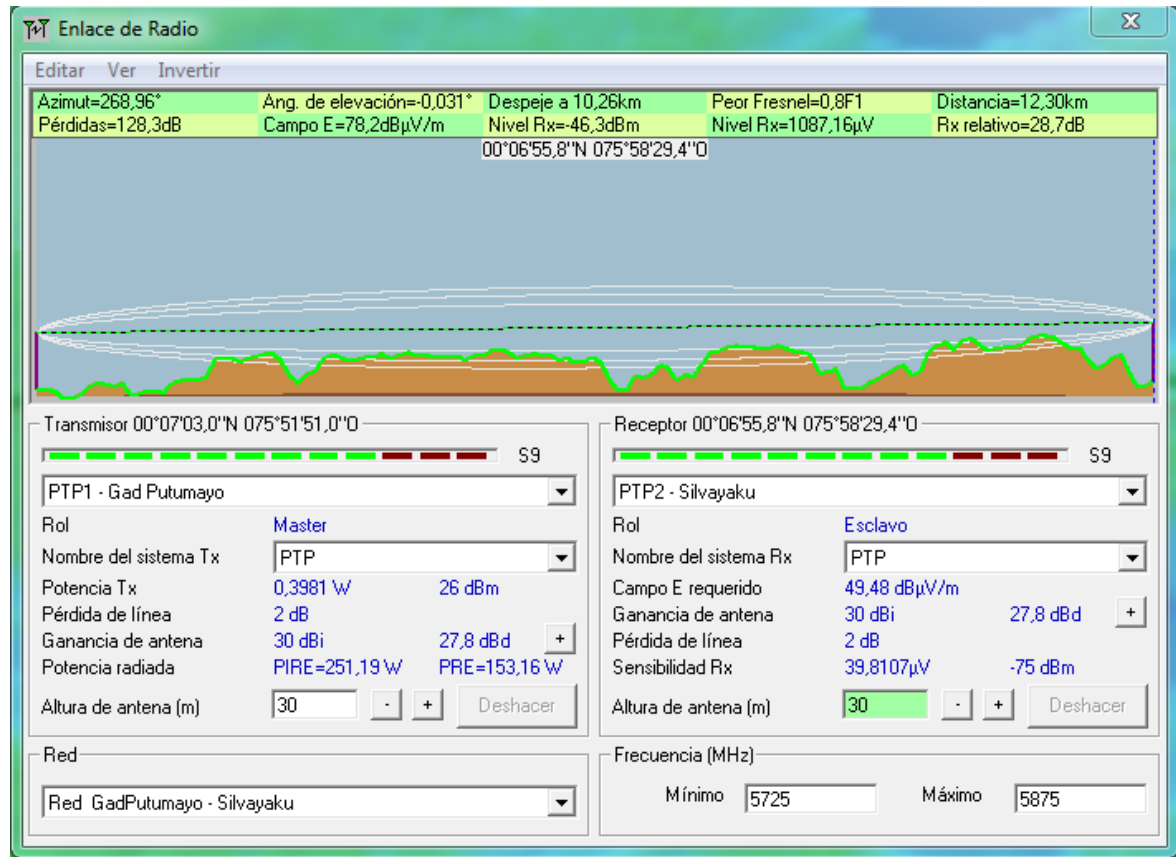 Enlace de Radio
Editar Ver Invertir
Azimut=268,96° Ang. de elevación=-0,031° Despeje a 10,26km Peor Fresnel=0,8F1 Distancia=12,30km
Pérdidas=128,3dB Campo E=78,2dBµV/m Nivel Rx=-46,3dBm Nivel Rx=1087,16µV Rx relativo=28,7dB
00°06'55,8''N 075°58'29,4''O
Transmisor 00°07'03,0''N 075°51'51,0''O
S9
PTP1 - Gad Putumayo
Rol Master
Nombre del sistema Tx PTP
Potencia Tx 0,3981 W 26 dBm
Pérdida de línea 2 dB
Ganancia de antena 30 dBi 27,8 dBd +
Potencia radiada PIRE=251,19 W PRE=153,16 W
Altura de antena (m) 30 - + Deshacer
Receptor 00°06'55,8''N 075°58'29,4''O
S9
PTP2 - Silvayaku
Rol Esclavo
Nombre del sistema Rx PTP
Campo E requerido 49,48 dBµV/m
Ganancia de antena 30 dBi 27,8 dBd +
Pérdida de línea 2 dB
Sensibilidad Rx 39,8107µV -75 dBm
Altura de antena (m) 30 - + Deshacer
Red
Red GadPutumayo - Silvayaku
Frecuencia (MHz)
Mínimo 5725 Máximo 5875